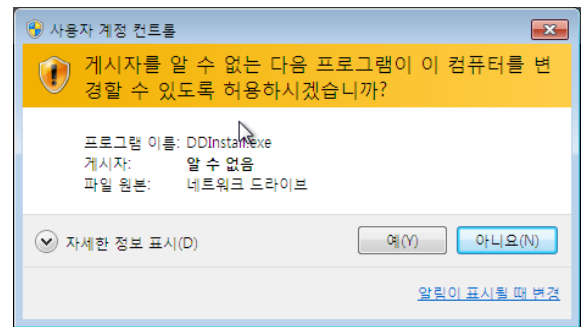 사용자 계정 컨트롤
게시자를 알 수 없는 다음 프로그램이 이 컴퓨터를 변
경할 수 있도록 허용하시겠습니까?
프로그램 이름: DDInstall.exe
게시자: 알 수 없음
파일 원본: 네트워크 드라이브
자세한 정보 표시(D)
예(Y)
아니요(N)
알림이 표시될 때 변경